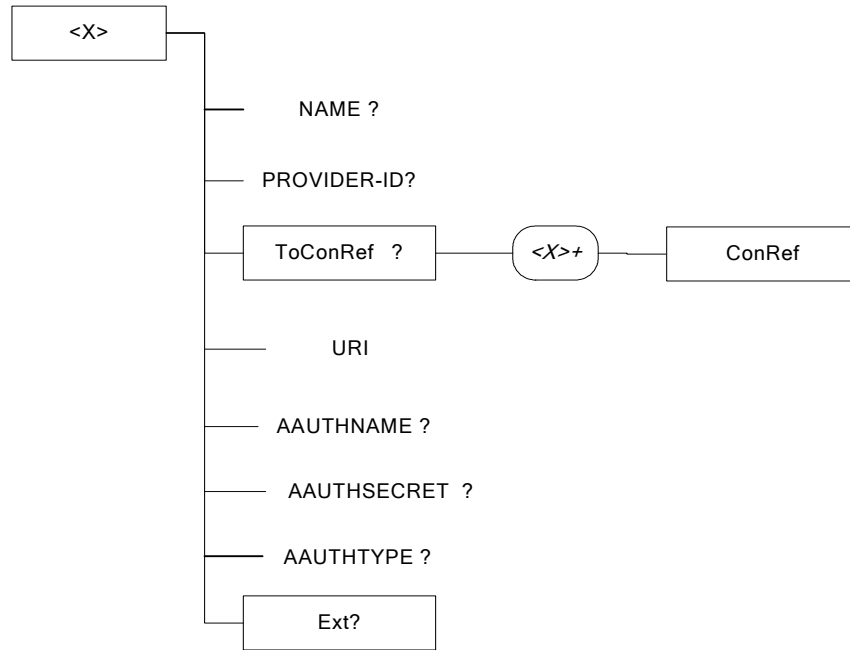 <X>
NAME ?
PROVIDER-ID?
ToConRef ? <X>+ ConRef
URI
AAUTHNAME ?
AAUTHSECRET ?
AAUTHTYPE ?
Ext?